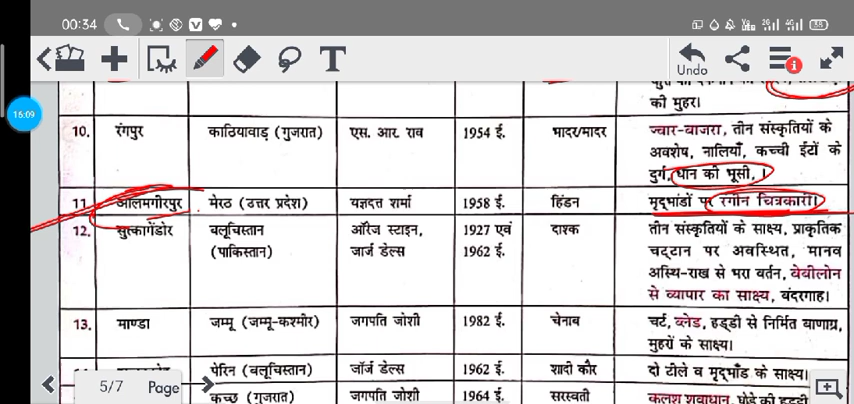 00:34
Undo
16:09
की मुहर।
10. रंगपुर काठियावाड़ (गुजरात) एस. आर. राव 1954 ई. भादर/मादर ज्वार-बाजरा, तीन संस्कृतियों के
अवशेष, नालियाँ, कच्ची ईंटों के
दुर्ग, धान की भूसी, ।
11. आलमगीरपुर मेरठ (उत्तर प्रदेश) यज्ञदत्त शर्मा 1958 ई. हिंडन मृद्भांडों पर रंगीन चित्रकारी।
12. सुत्कागेंडोर बलूचिस्तान ऑरेज स्टाइन, 1927 एवं दाश्क तीन संस्कृतियों के साक्ष्य, प्राकृतिक
(पाकिस्तान) जार्ज डेल्स 1962 ई. चट्टान पर अवस्थित, मानव
अस्थि-राख से भरा बर्तन, बेबीलोन
से व्यापार का साक्ष्य, बंदरगाह।
13. माण्डा जम्मू (जम्मू-कश्मीर) जगपति जोशी 1982 ई. चेनाब चर्ट, ब्लेड, हड्डी से निर्मित बाणाग्र,
मुहरों के साक्ष्य।
पेरिन (बलूचिस्तान) जॉर्ज डेल्स 1962 ई. शादी कौर दो टीले व मृद्भाँड के साक्ष्य।
कच्छ (गुजरात) जगपति जोशी 1964 ई. सरस्वती कलश शवाधान,
5/7 Page